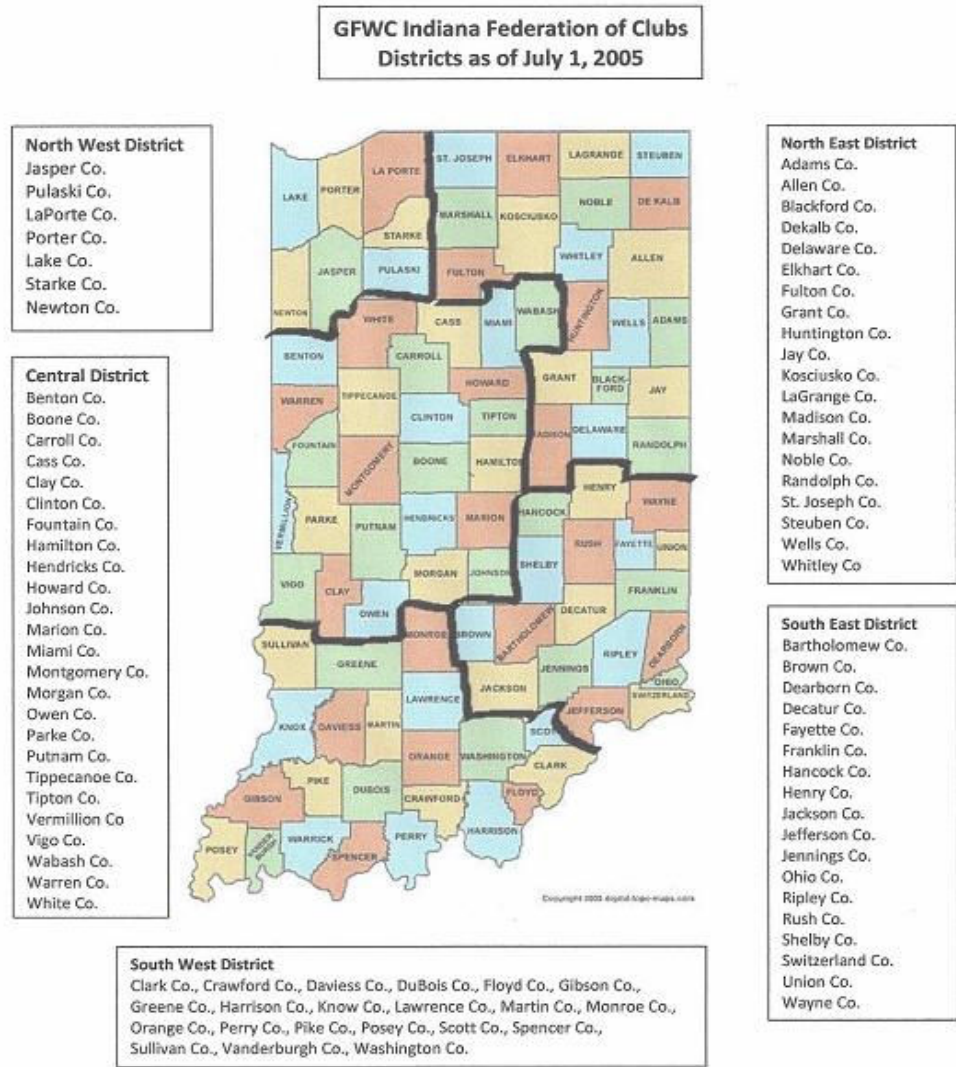 GFWC Indiana Federation of Clubs
Districts as of July 1, 2005
North West District
Jasper Co.
Pulaski Co.
LaPorte Co.
Porter Co.
Lake Co.
Starke Co.
Newton Co.
Central District
Benton Co.
Boone Co.
Carroll Co.
Cass Co.
Clay Co.
Clinton Co.
Fountain Co.
Hamilton Co.
Hendricks Co.
Howard Co.
Johnson Co.
Marion Co.
Miami Co.
Montgomery Co.
Morgan Co.
Owen Co.
Parke Co.
Putnam Co.
Tippecanoe Co.
Tipton Co.
Vermillion Co
Vigo Co.
Wabash Co.
Warren Co.
White Co.
LAKE
PORTER
LA PORTE
ST. JOSEPH
ELKHART
LAGRANGE
STEUBEN
MARSHALL
KOSCIUSKO
NOBLE
DE KALB
STARKE
JASPER
PULASKI
FULTON
WHITLEY
ALLEN
NEWTON
WHITE
CASS
MIAMI
WABASH
HUNTINGTON
WELLS
ADAMS
BENTON
CARROLL
HOWARD
GRANT
BLACK-
FORD
JAY
WARREN
TIPPECANOE
CLINTON
TIPTON
MADISON
DELAWARE
RANDOLPH
FOUNTAIN
MONTGOMERY
BOONE
HAMILTON
HENRY
WAYNE
VERMILLION
PARKE
PUTNAM
HENDRICKS
MARION
HANCOCK
RUSH
FAYETTE
UNION
VIGO
CLAY
OWEN
MORGAN
JOHNSON
SHELBY
DECATUR
FRANKLIN
SULLIVAN
GREENE
MONROE
BROWN
BARTHOLOMEW
JENNINGS
RIPLEY
DEARBORN
OHIO
SWITZERLAND
KNOX
DAVIESS
MARTIN
LAWRENCE
JACKSON
JEFFERSON
SCOTT
ORANGE
WASHINGTON
CLARK
GIBSON
PIKE
DUBOIS
CRAWFORD
FLOYD
HARRISON
POSEY
VANDER-
BURGH
WARRICK
SPENCER
PERRY
Copyright 2005 digital-topo-maps.com
North East District
Adams Co.
Allen Co.
Blackford Co.
Dekalb Co.
Delaware Co.
Elkhart Co.
Fulton Co.
Grant Co.
Huntington Co.
Jay Co.
Kosciusko Co.
LaGrange Co.
Madison Co.
Marshall Co.
Noble Co.
Randolph Co.
St. Joseph Co.
Steuben Co.
Wells Co.
Whitley Co
South East District
Bartholomew Co.
Brown Co.
Dearborn Co.
Decatur Co.
Fayette Co.
Franklin Co.
Hancock Co.
Henry Co.
Jackson Co.
Jefferson Co.
Jennings Co.
Ohio Co.
Ripley Co.
Rush Co.
Shelby Co.
Switzerland Co.
Union Co.
Wayne Co.
South West District
Clark Co., Crawford Co., Daviess Co., DuBois Co., Floyd Co., Gibson Co.,
Greene Co., Harrison Co., Know Co., Lawrence Co., Martin Co., Monroe Co.,
Orange Co., Perry Co., Pike Co., Posey Co., Scott Co., Spencer Co.,
Sullivan Co., Vanderburgh Co., Washington Co.